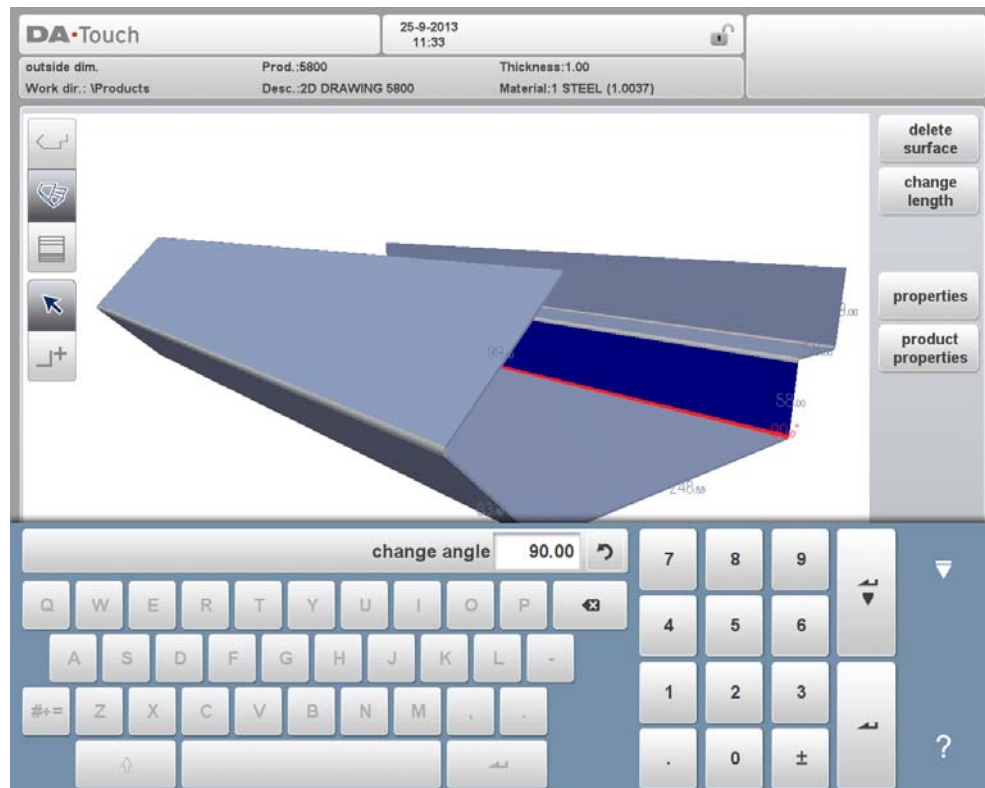 DA·Touch
25-9-2013
11:33
outside dim. Prod.:5800 Thickness:1.00
Work dir.: \Products Desc.:2D DRAWING 5800 Material:1 STEEL (1.0037)
delete
surface
change
length
properties
product
properties
58.00
248.58
change angle 90.00
7 8 9
Q W E R T Y U I O P
4 5 6
A S D F G H J K L -
1 2 3
#+= Z X C V B N M , .
. 0 ±
?